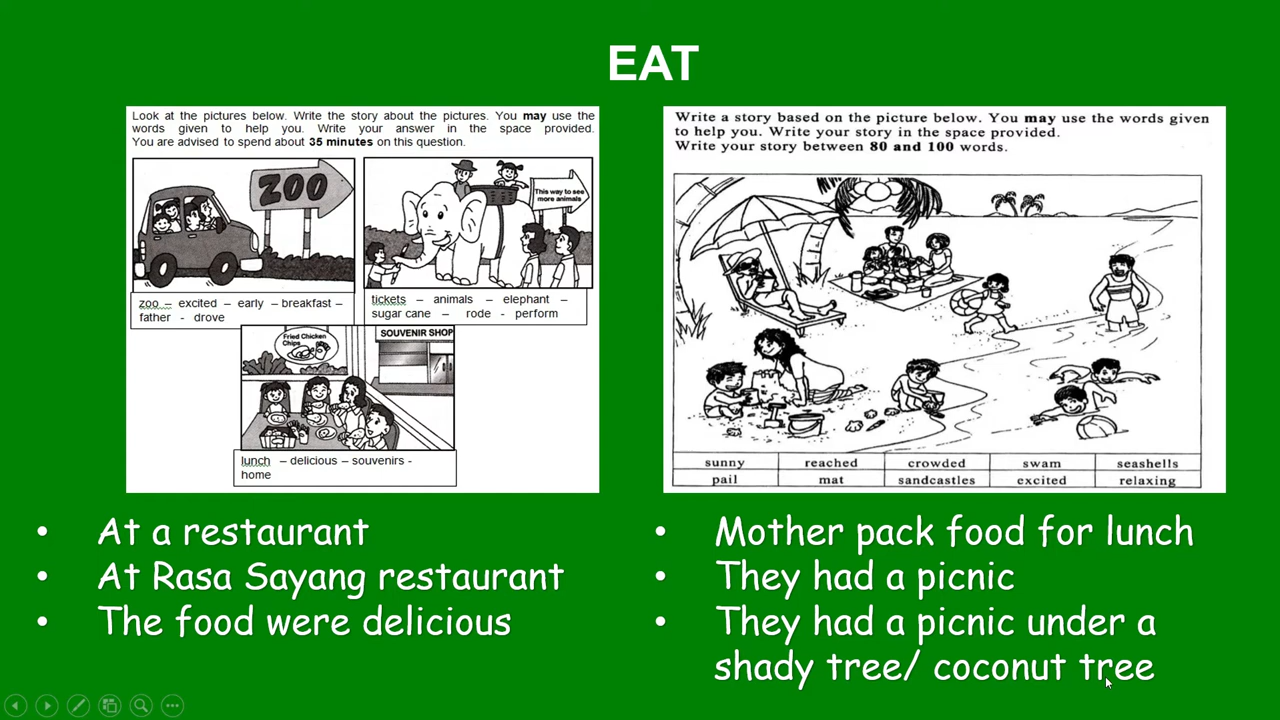 EAT
Look at the pictures below. Write the story about the pictures. You may use the
words given to help you. Write your answer in the space provided.
You are advised to spend about 35 minutes on this question.
ZOO
This way to see
more animals
zoo – excited – early – breakfast –
father - drove
tickets – animals – elephant –
sugar cane – rode - perform
Fried Chicken
Chips
SOUVENIR SHOP
lunch – delicious – souvenirs -
home
Write a story based on the picture below. You may use the words given
to help you. Write your story in the space provided.
Write your story between 80 and 100 words.
sunny reached crowded swam seashells
pail mat sandcastles excited relaxing
• At a restaurant
• At Rasa Sayang restaurant
• The food were delicious
• Mother pack food for lunch
• They had a picnic
• They had a picnic under a
shady tree/ coconut tree